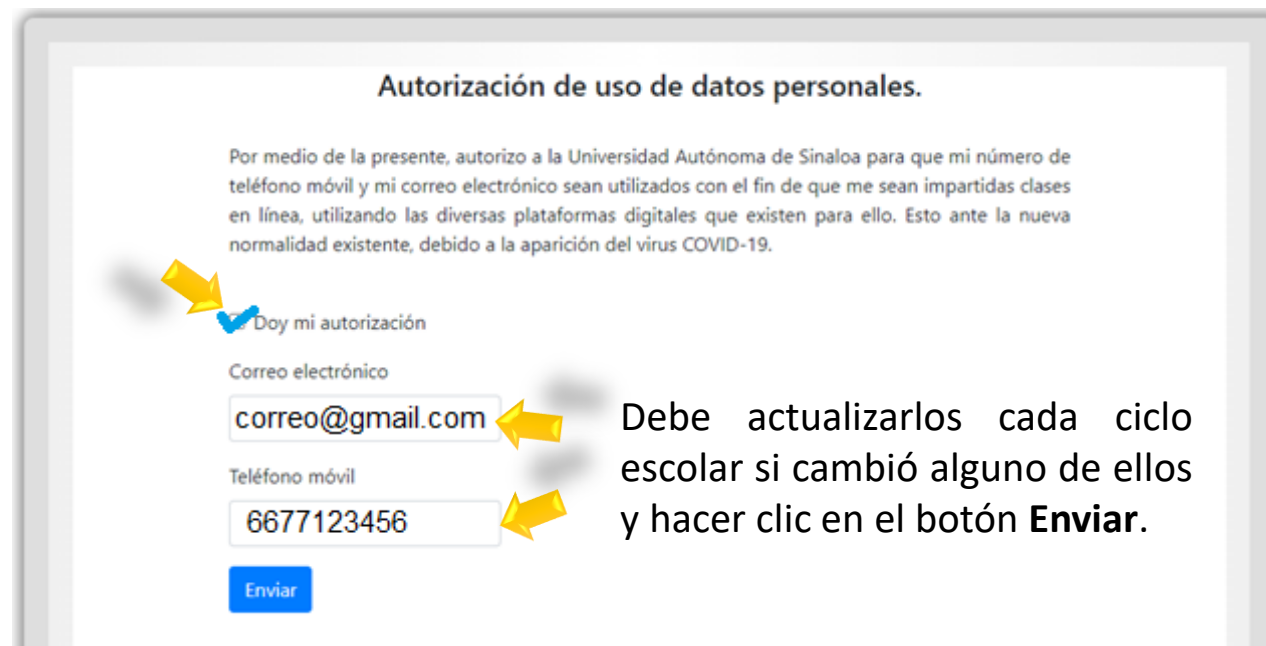 Autorización de uso de datos personales.
Por medio de la presente, autorizo a la Universidad Autónoma de Sinaloa para que mi número de
teléfono móvil y mi correo electrónico sean utilizados con el fin de que me sean impartidas clases
en línea, utilizando las diversas plataformas digitales que existen para ello. Esto ante la nueva
normalidad existente, debido a la aparición del virus COVID-19.
Doy mi autorización
Correo electrónico
correo@gmail.com
Teléfono móvil
6677123456
Enviar
Debe actualizarlos cada ciclo
escolar si cambió alguno de ellos
y hacer clic en el botón Enviar.